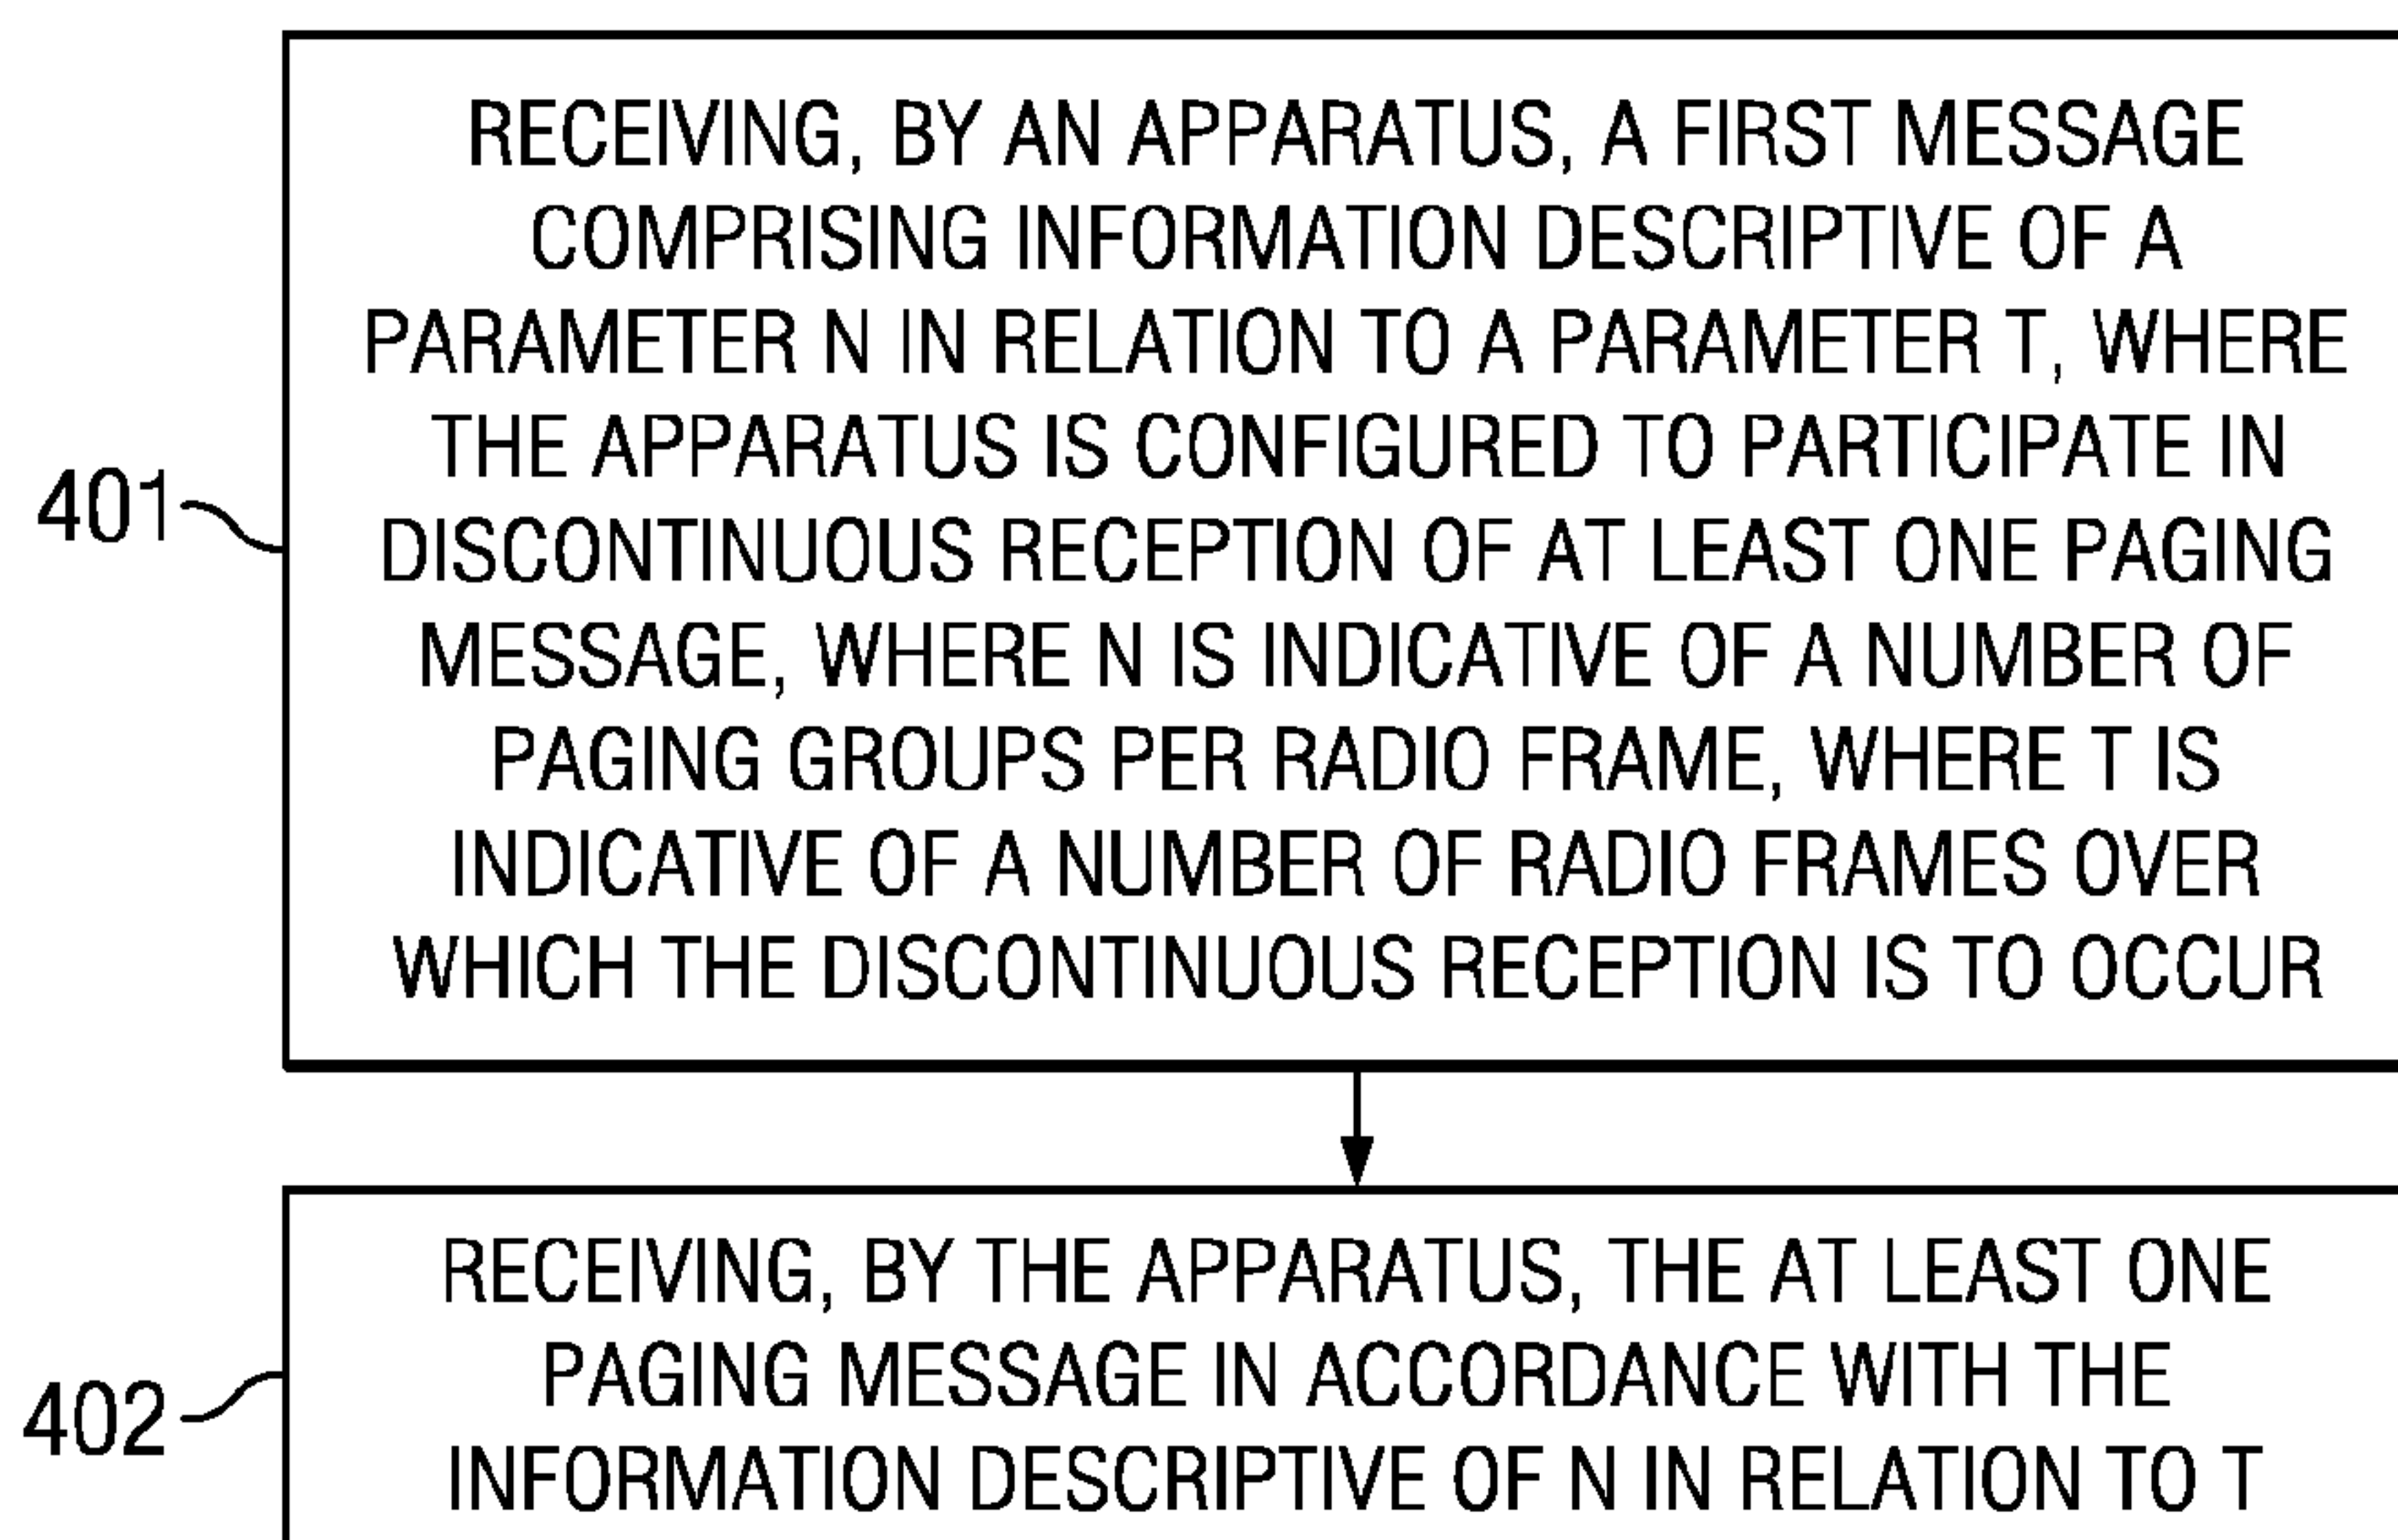 RECEIVING, BY AN APPARATUS, A FIRST MESSAGE
COMPRISING INFORMATION DESCRIPTIVE OF A
PARAMETER N IN RELATION TO A PARAMETER T, WHERE
THE APPARATUS IS CONFIGURED TO PARTICIPATE IN
401
DISCONTINUOUS RECEPTION OF AT LEAST ONE PAGING
MESSAGE, WHERE N IS INDICATIVE OF A NUMBER OF
PAGING GROUPS PER RADIO FRAME, WHERE T IS
INDICATIVE OF A NUMBER OF RADIO FRAMES OVER
WHICH THE DISCONTINUOUS RECEPTION IS TO OCCUR
RECEIVING, BY THE APPARATUS, THE AT LEAST ONE
PAGING MESSAGE IN ACCORDANCE WITH THE
402
INFORMATION DESCRIPTIVE OF N IN RELATION TO T